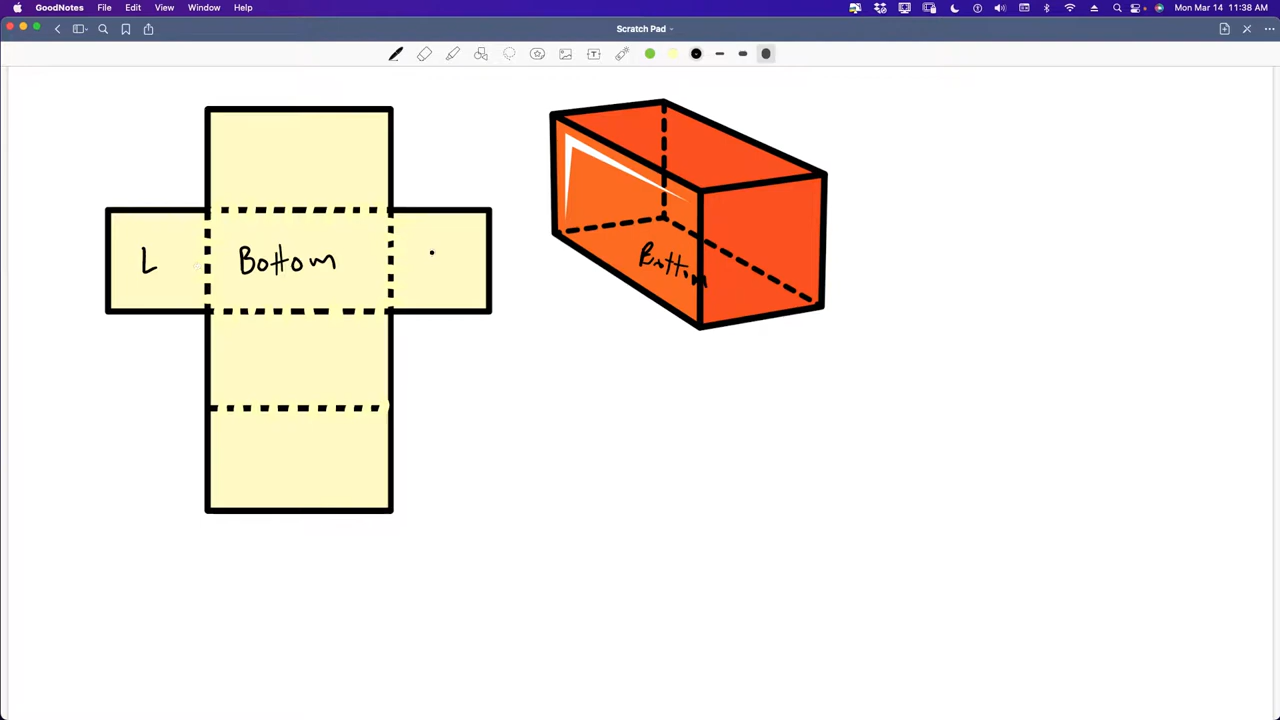 GoodNotes File Edit View Window Help
Mon Mar 14 11:38 AM
Scratch Pad
L Bottom
Bottom